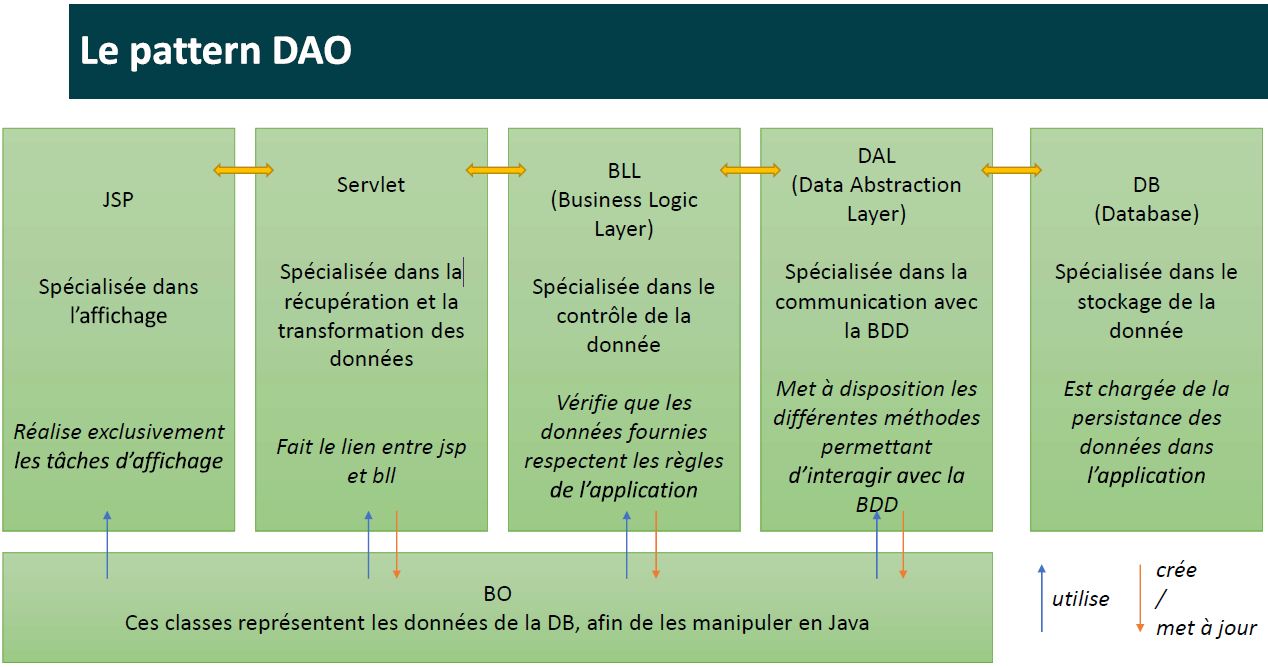 Le pattern DAO
JSP
Spécialisée dans
l’affichage
Réalise exclusivement
les tâches d’affichage
Servlet
Spécialisée dans la
récupération et la
transformation des
données
Fait le lien entre jsp
et bll
BLL
(Business Logic
Layer)
Spécialisée dans le
contrôle de la
donnée
Vérifie que les
données fournies
respectent les règles
de l’application
DAL
(Data Abstraction
Layer)
Spécialisée dans la
communication avec
la BDD
Met à disposition les
différentes méthodes
permettant
d’interagir avec la
BDD
DB
(Database)
Spécialisée dans le
stockage de la
donnée
Est chargée de la
persistance des
données dans
l’application
BO
Ces classes représentent les données de la DB, afin de les manipuler en Java
utilise
crée
/
met à jour